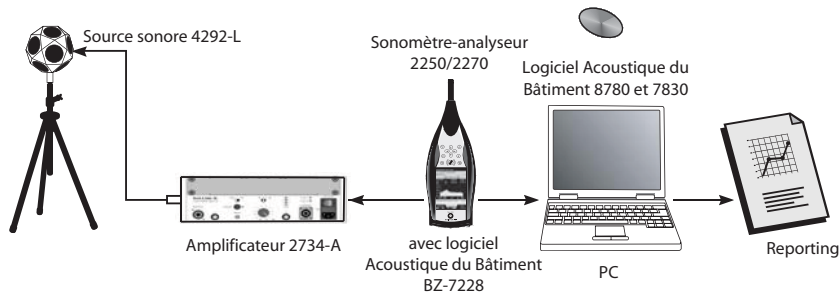 Source sonore 4292-L
Sonomètre-analyseur
2250/2270
Logiciel Acoustique du
Bâtiment 8780 et 7830
Amplificateur 2734-A
avec logiciel
Acoustique du Bâtiment
BZ-7228
PC
Reporting